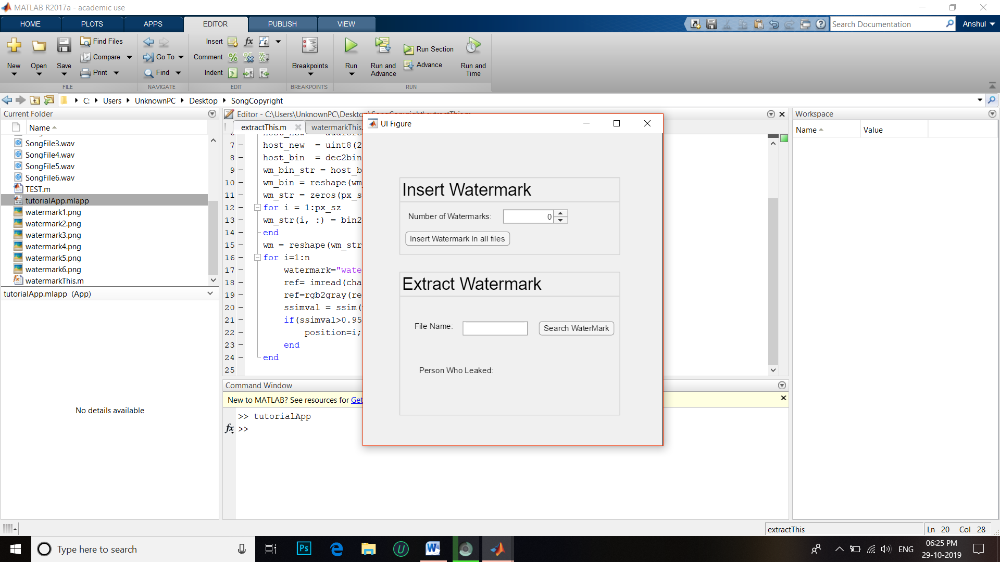 MATLAB R2017a - academic use
HOME PLOTS APPS EDITOR PUBLISH VIEW
Search Documentation
Anshul
New
Open
Save
Find Files
Compare
Print
Go To
Find
Insert
Comment
Indent
Breakpoints
Run
Run and Advance
Run Section
Advance
Run and Time
FILE NAVIGATE EDIT BREAKPOINTS RUN
C: Users UnknownPC Desktop SongCopyright
Current Folder
Name
SongFile3.wav
SongFile4.wav
SongFile5.wav
SongFile6.wav
TEST.m
tutorialApp.mlapp
watermark1.png
watermark2.png
watermark3.png
watermark4.png
watermark5.png
watermark6.png
watermarkThis.m
tutorialApp.mlapp (App)
No details available
Editor - C:\Users\UnknownPC\Desktop\SongCopyright\extractThis.m
extractThis.m watermarkThis.
7 host_new = uint8(2
8 host_bin = dec2bin
9 wm_bin_str = host_b
10 wm_bin = reshape(wm_
11 wm_str = zeros(px_s
12 for i = 1:px_sz
13 wm_str(i, :) = bin2
14 end
15 wm = reshape(wm_str
16 for i=1:n
17 watermark="wate
18 ref= imread(cha
19 ref=rgb2gray(re
20 ssimval = ssim(
21 if(ssimval>0.95
22 position=i;
23 end
24 end
25
Command Window
New to MATLAB? See resources for Get
>> tutorialApp
fx >>
UI Figure
Insert Watermark
Number of Watermarks: 0
Insert Watermark In all files
Extract Watermark
File Name:
Search WaterMark
Person Who Leaked:
Workspace
Name Value
extractThis
Ln 20 Col 28
Type here to search
Ps
U
W
ENG
06:25 PM
29-10-2019